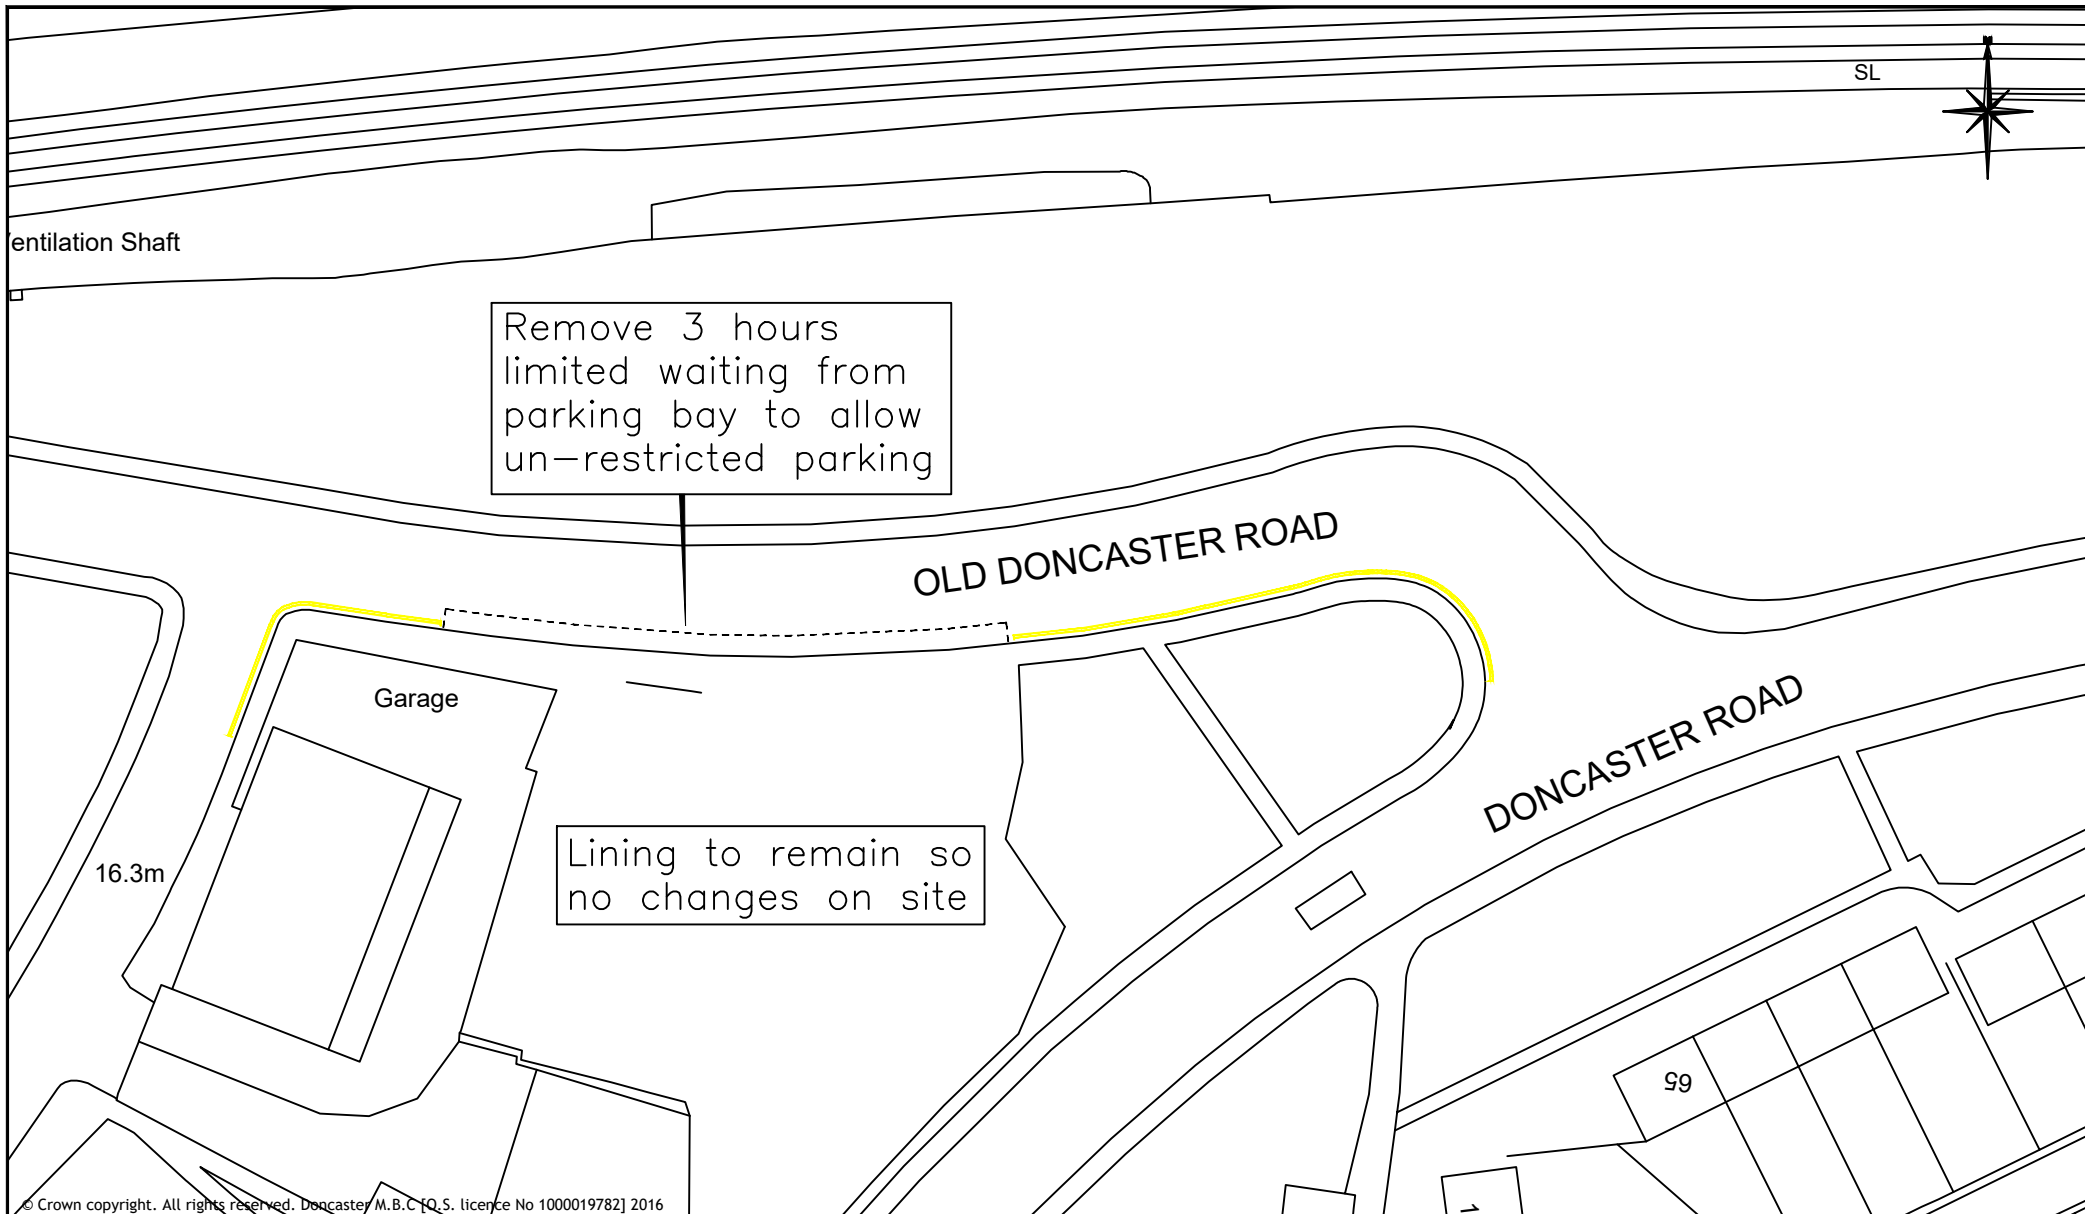 SL
entilation Shaft
Remove 3 hours
limited waiting from
parking bay to allow
un-restricted parking
OLD DONCASTER ROAD
DONCASTER ROAD
Garage
Lining to remain so
no changes on site
16.3m
65
1
© Crown copyright. All rights reserved. Doncaster M.B.C [O.S. licence No 1000019782] 2016